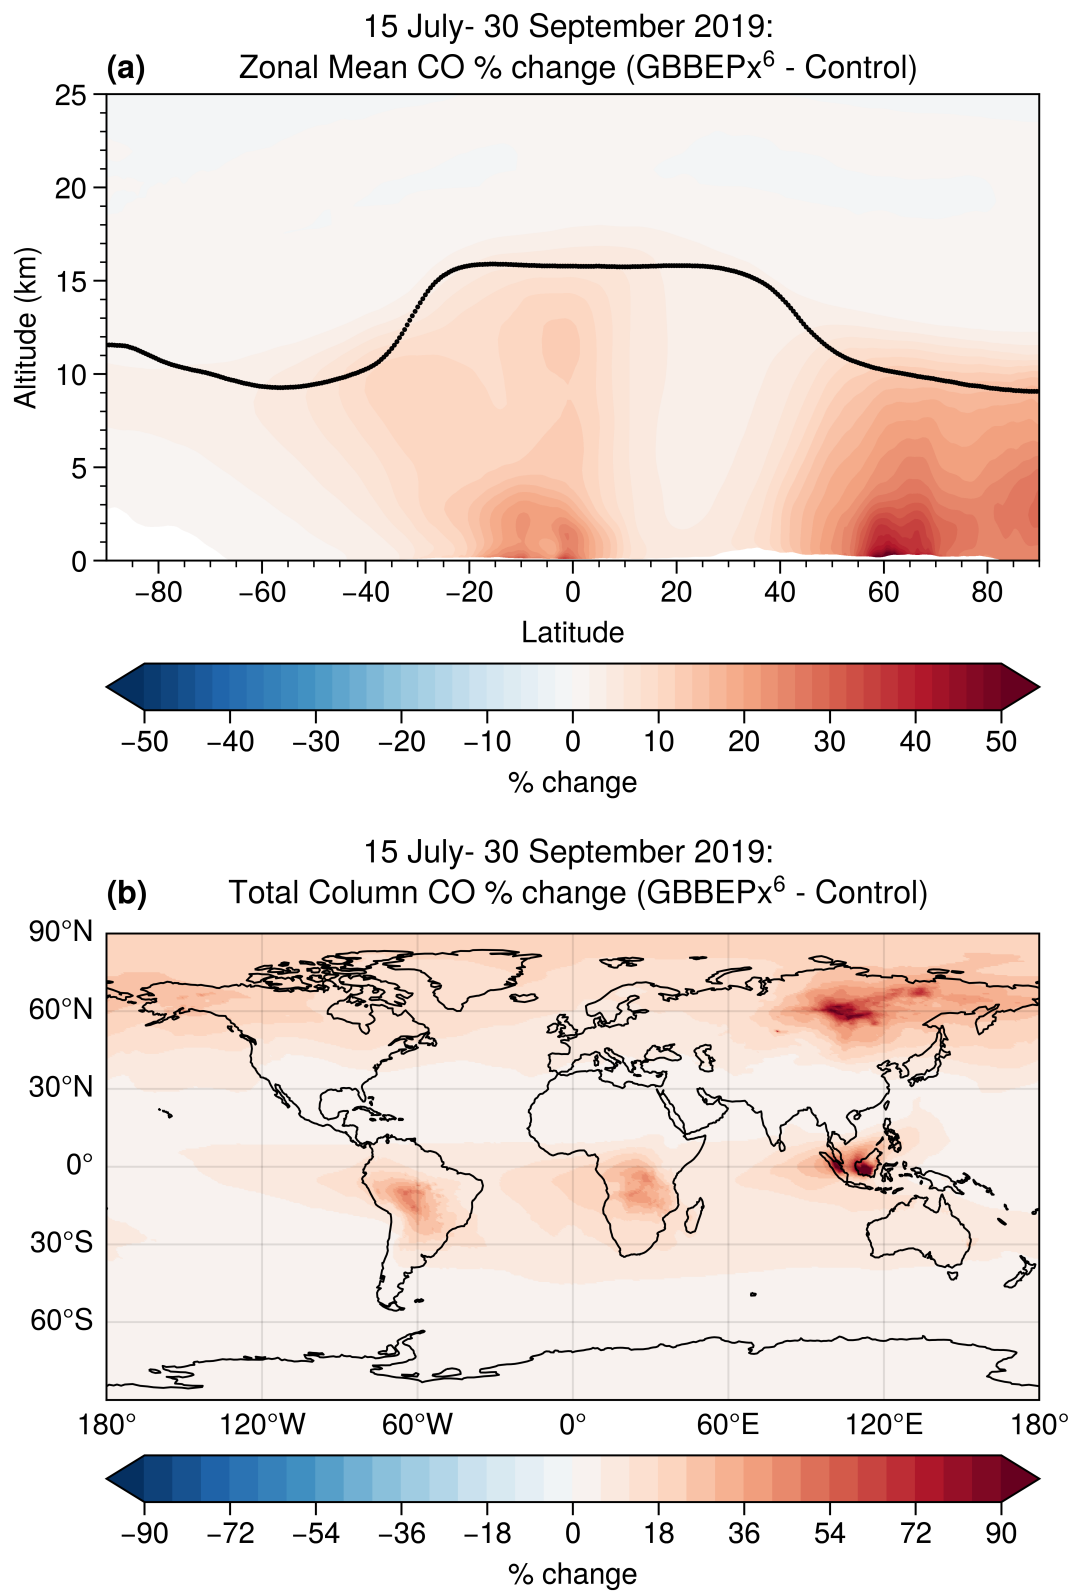 15 July- 30 September 2019:
(a) Zonal Mean CO % change (GBBEPx⁶ - Control)
25
20
15
10
5
0
Altitude (km)
−80 −60 −40 −20 0 20 40 60 80
Latitude
−50 −40 −30 −20 −10 0 10 20 30 40 50
% change
15 July- 30 September 2019:
(b) Total Column CO % change (GBBEPx⁶ - Control)
90°N
60°N
30°N
0°
30°S
60°S
180° 120°W 60°W 0° 60°E 120°E 180°
−90 −72 −54 −36 −18 0 18 36 54 72 90
% change